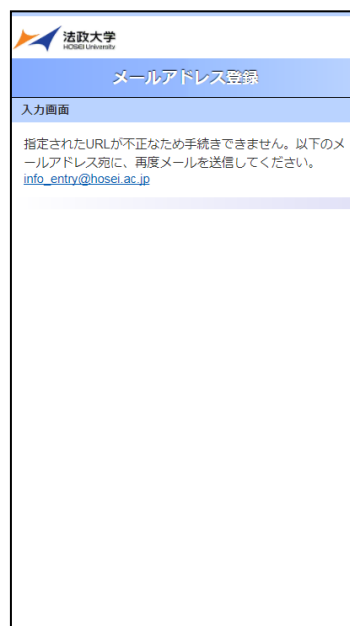 法政大学
HOSEI University
メールアドレス登録
入力画面
指定されたURLが不正なため手続きできません。以下のメ
ールアドレス宛に、再度メールを送信してください。
info_entry@hosei.ac.jp